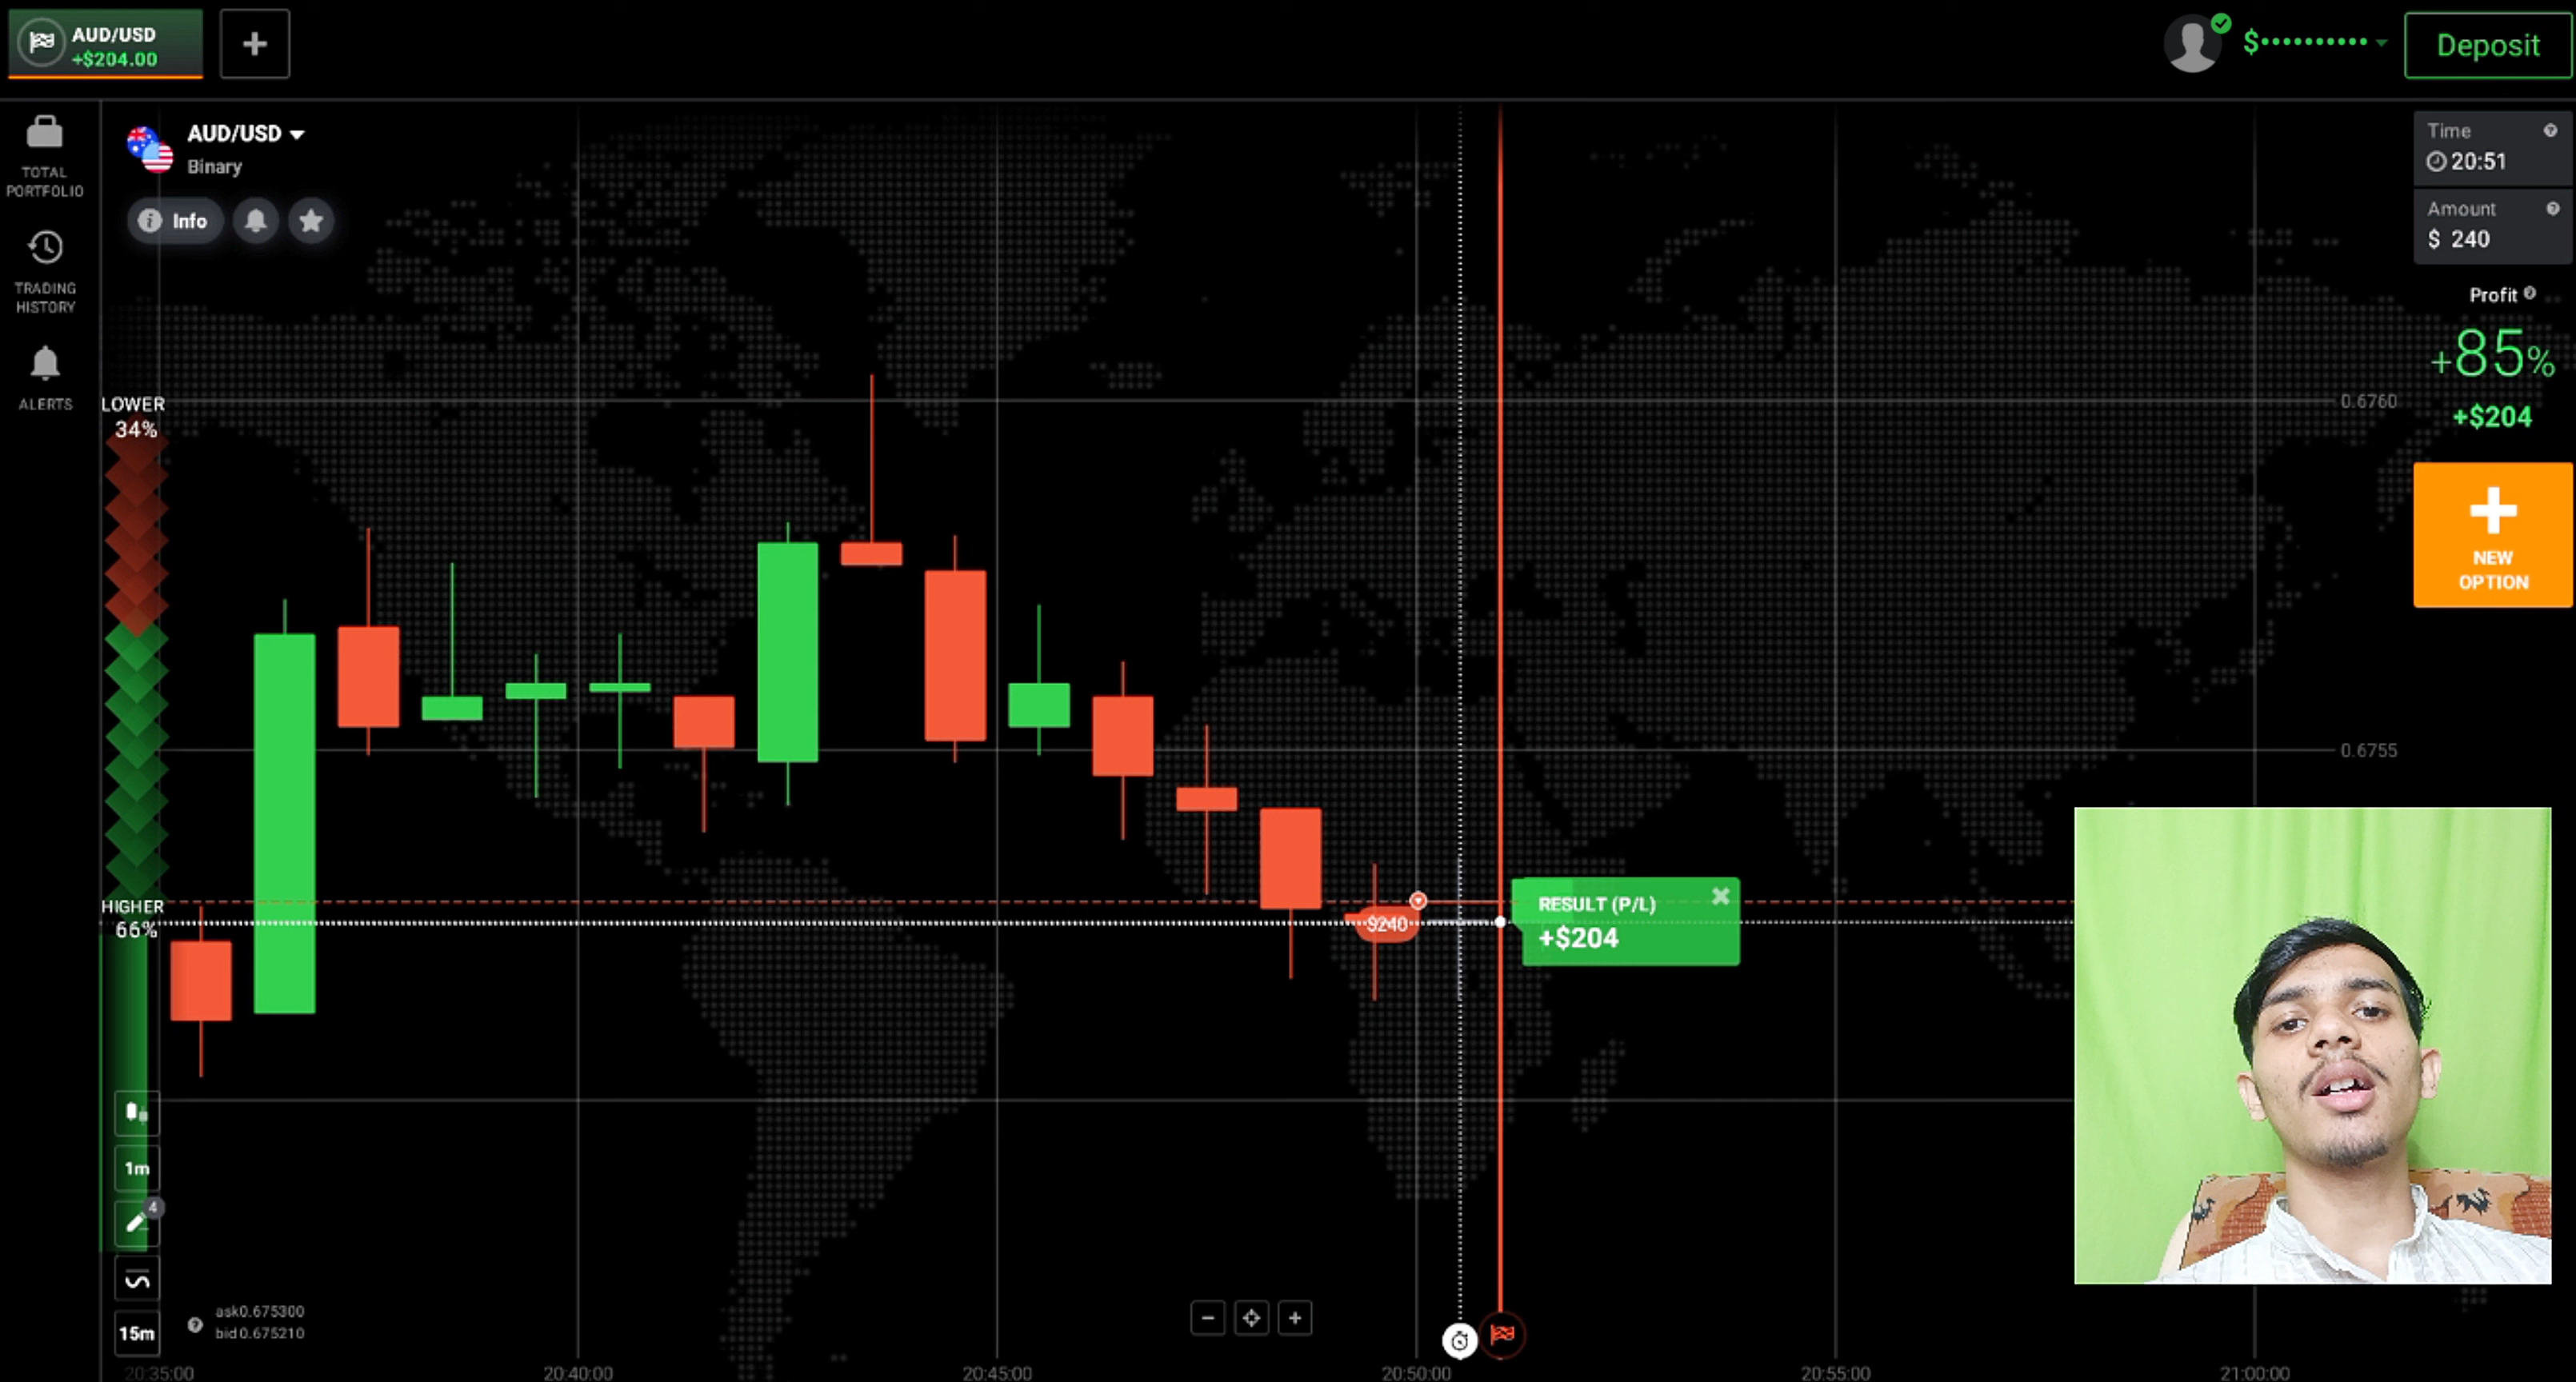 AUD/USD
+$204.00
$
Deposit
TOTAL
PORTFOLIO
TRADING
HISTORY
ALERTS
AUD/USD
Binary
Info
LOWER
34%
HIGHER
66%
Time
20:51
Amount
$ 240
Profit
+85%
+$204
NEW
OPTION
0.6760
0.6755
$240
RESULT (P/L)
+$204
1m
4
15m
ask0.675300
bid0.675210
20:35:00
20:40:00
20:45:00
20:50:00
20:55:00
21:00:00